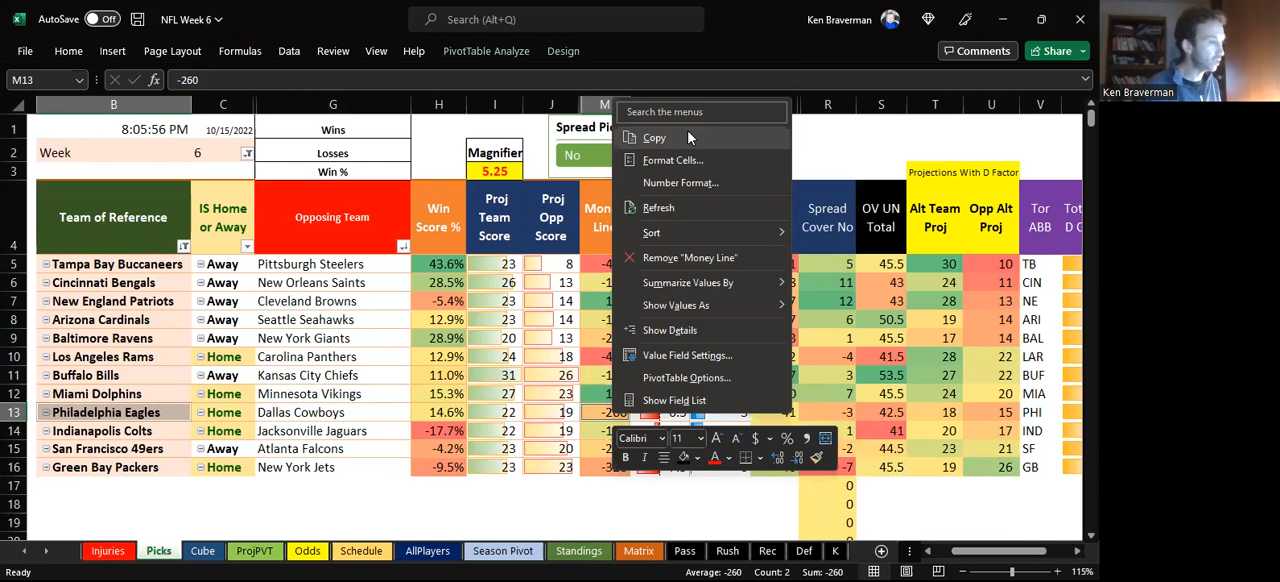 AutoSave Off NFL Week 6 Search (Alt+Q) Ken Braverman
File Home Insert Page Layout Formulas Data Review View Help PivotTable Analyze Design Comments Share
M13 fx -260
Ken Braverman
B C G H I J M R S T U V
1 8:05:56 PM 10/15/2022 Wins
2 Week 6 Losses Magnifier No
3 Win % 5.25 Projections With D Factor
4 Team of Reference IS Home or Away Opposing Team Win Score % Proj Team Score Proj Opp Score Spread Cover No OV UN Total Alt Team Proj Opp Alt Proj Tor ABB
5 Tampa Bay Buccaneers Away Pittsburgh Steelers 43.6% 23 8 5 45.5 30 10 TB
6 Cincinnati Bengals Away New Orleans Saints 28.5% 26 13 11 43 24 11 CIN
7 New England Patriots Away Cleveland Browns -5.4% 23 14 12 43 28 13 NE
8 Arizona Cardinals Away Seattle Seahawks 12.9% 23 14 6 50.5 19 14 ARI
9 Baltimore Ravens Away New York Giants 28.9% 20 13 1 45.5 17 14 BAL
10 Los Angeles Rams Home Carolina Panthers 12.4% 24 18 -4 41.5 28 22 LAR
11 Buffalo Bills Away Kansas City Chiefs 11.0% 31 26 1 53.5 27 22 BUF
12 Miami Dolphins Home Minnesota Vikings 15.3% 27 23 7 45.5 24 20 MIA
13 Philadelphia Eagles Home Dallas Cowboys 14.6% 22 19 -3 42.5 18 15 PHI
14 Indianapolis Colts Home Jacksonville Jaguars -17.7% 22 19 1 41 20 17 IND
15 San Francisco 49ers Away Atlanta Falcons -4.2% 23 20 -2 44.5 23 21 SF
16 Green Bay Packers Home New York Jets -9.5% 23 23 -7 45.5 19 26 GB
17 0
18 0
19 0
Search the menus
Copy
Format Cells...
Number Format...
Refresh
Sort
Remove "Money Line"
Summarize Values By
Show Values As
Show Details
Value Field Settings...
PivotTable Options...
Show Field List
Calibri 11 A A $ % ,
B I A
Injuries Picks Cube ProjPVT Odds Schedule AllPlayers Season Pivot Standings Matrix Pass Rush Rec Def K
Ready Average: -260 Count: 2 Sum: -260 115%